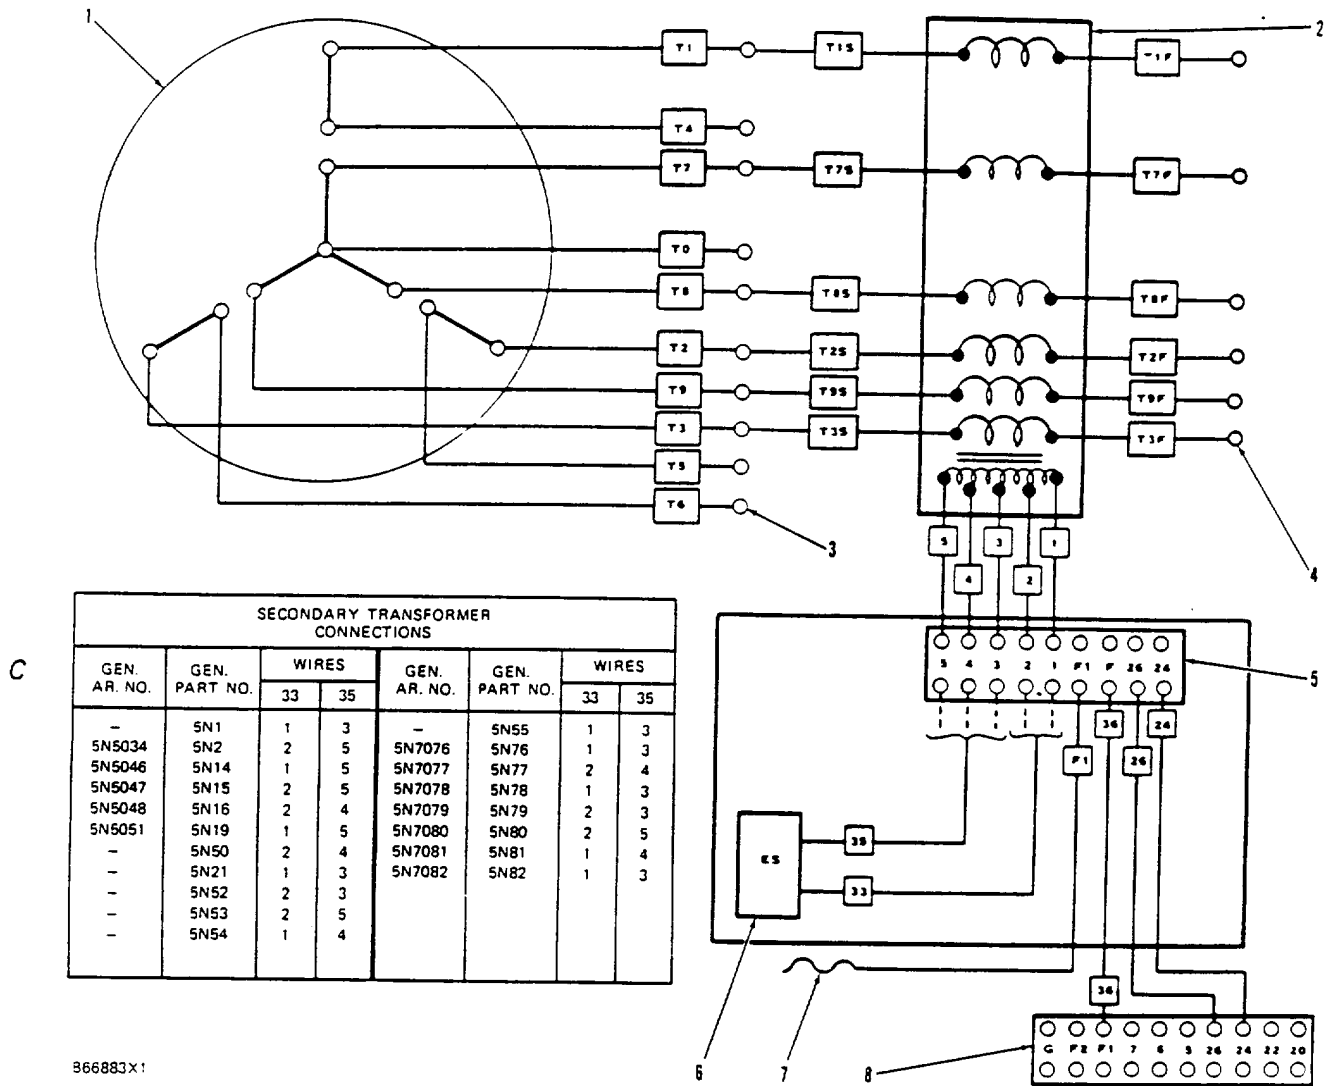 1
2
T1
T1S
T1F
T4
T7
T7S
T7F
T0
T8
T8S
T8F
T2
T2S
T2F
T9
T9S
T9F
T3
T3S
T3F
T5
T6
3
4
5
3
1
4
2
C
SECONDARY TRANSFORMER
CONNECTIONS
GEN. AR. NO. GEN. PART NO. WIRES GEN. AR. NO. GEN. PART NO. WIRES
33 35 33 35
– 5N1 1 3 – 5N55 1 3
5N5034 5N2 2 5 5N7076 5N76 1 3
5N5046 5N14 1 5 5N7077 5N77 2 4
5N5047 5N15 2 5 5N7078 5N78 1 3
5N5048 5N16 2 4 5N7079 5N79 2 3
5N5051 5N19 1 5 5N7080 5N80 2 5
– 5N50 2 4 5N7081 5N81 1 4
– 5N21 1 3 5N7082 5N82 1 3
– 5N52 2 3
– 5N53 2 5
– 5N54 1 4
5 4 3 2 1 F1 F 26 24
5
36
24
F1
26
ES
35
33
36
G F2 F1 7 6 5 26 24 22 20
6
7
8
B66883X1